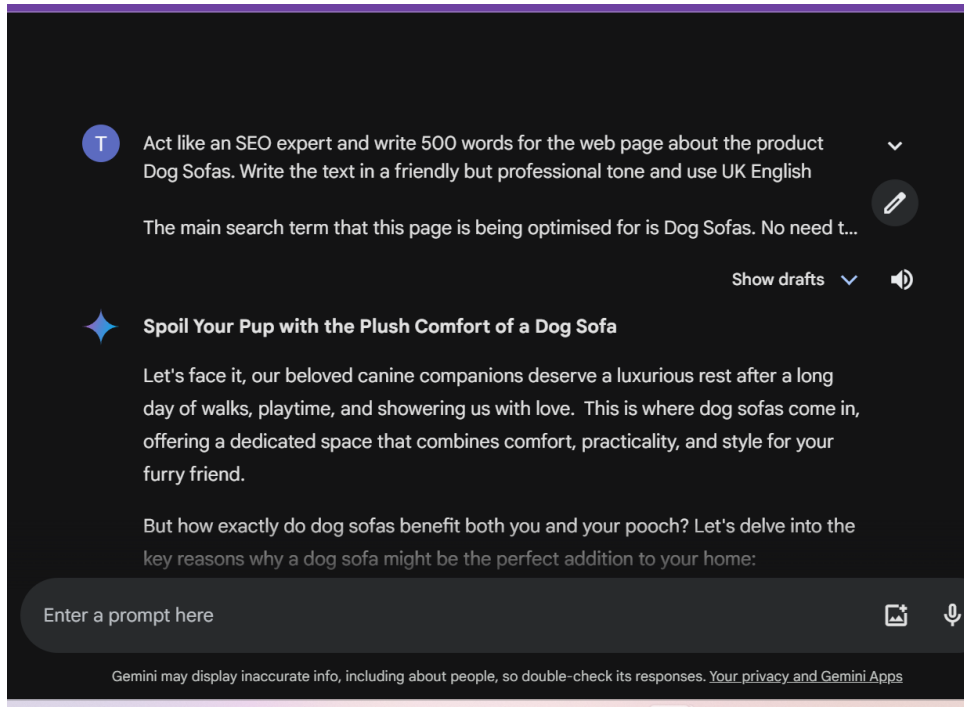 T
Act like an SEO expert and write 500 words for the web page about the product
Dog Sofas. Write the text in a friendly but professional tone and use UK English
The main search term that this page is being optimised for is Dog Sofas. No need t...
Show drafts
Spoil Your Pup with the Plush Comfort of a Dog Sofa
Let's face it, our beloved canine companions deserve a luxurious rest after a long
day of walks, playtime, and showering us with love.  This is where dog sofas come in,
offering a dedicated space that combines comfort, practicality, and style for your
furry friend.
But how exactly do dog sofas benefit both you and your pooch? Let's delve into the
key reasons why a dog sofa might be the perfect addition to your home:
Enter a prompt here
Gemini may display inaccurate info, including about people, so double-check its responses. Your privacy and Gemini Apps